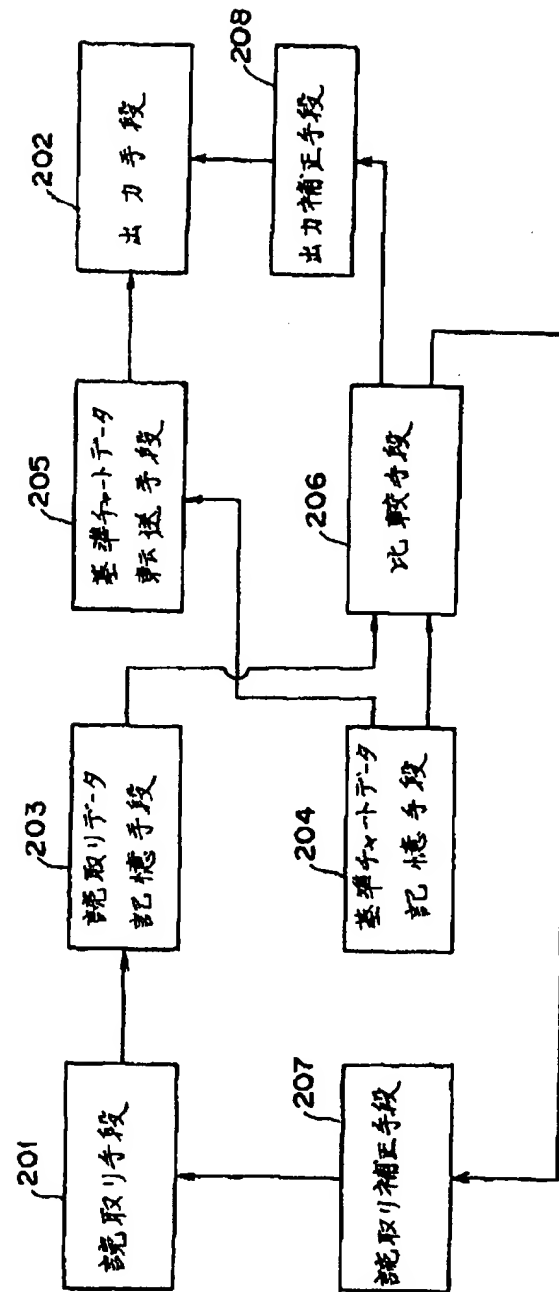 201
読取り手段
203
読取りデータ
記憶手段
205
基準チャートデータ
転送手段
202
出力手段
207
読取り補正手段
204
基準チャートデータ
記憶手段
206
比較手段
208
出力補正手段